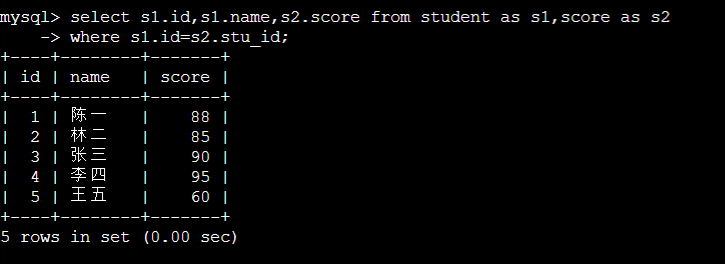 mysql> select s1.id,s1.name,s2.score from student as s1,score as s2
    -> where s1.id=s2.stu_id;
+----+--------+-------+
| id | name   | score |
+----+--------+-------+
|  1 | 陈一   |    88 |
|  2 | 林二   |    85 |
|  3 | 张三   |    90 |
|  4 | 李四   |    95 |
|  5 | 王五   |    60 |
+----+--------+-------+
5 rows in set (0.00 sec)